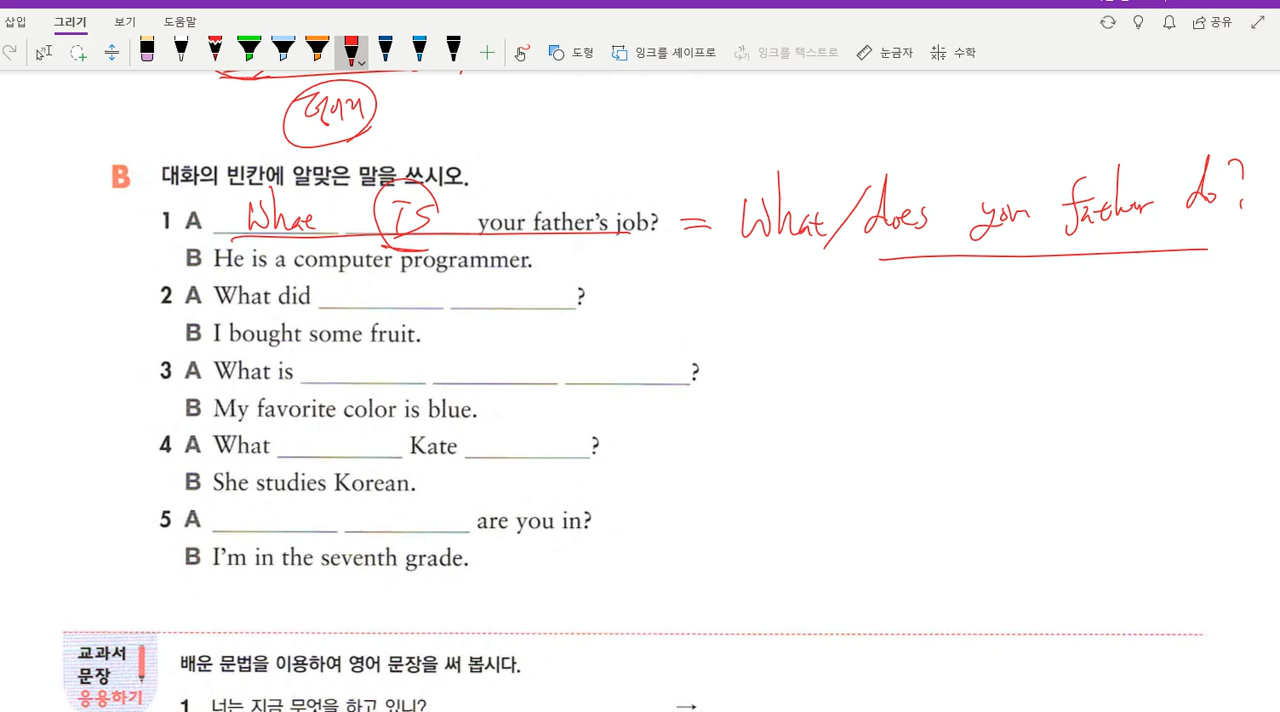 삽입 그리기 보기 도움말 공유
도형 잉크를 셰이프로 잉크를 텍스트로 눈금자 수학
B 대화의 빈칸에 알맞은 말을 쓰시오.
1 A What IS your father's job? = What/does your father do?
B He is a computer programmer.
2 A What did ?
B I bought some fruit.
3 A What is ?
B My favorite color is blue.
4 A What Kate ?
B She studies Korean.
5 A are you in?
B I'm in the seventh grade.
교과서 문장 응용하기
배운 문법을 이용하여 영어 문장을 써 봅시다.
1 너는 지금 무엇을 하고 있니? →